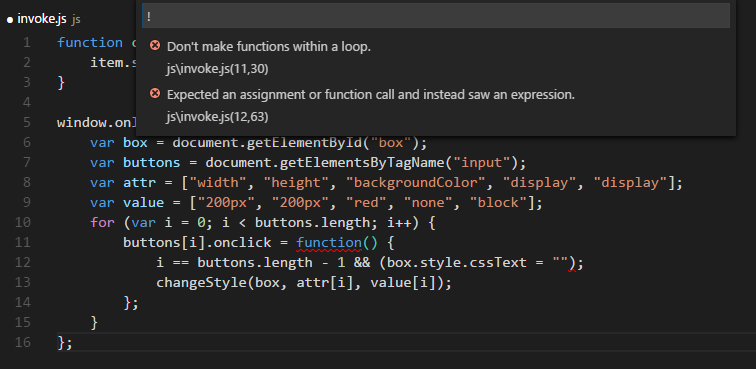 invoke.js js
!
Don't make functions within a loop.
js\invoke.js(11,30)
Expected an assignment or function call and instead saw an expression.
js\invoke.js(12,63)
1 function
2 item.
3 }
4
5 window.
6 var box = document.getElementById("box");
7 var buttons = document.getElementsByTagName("input");
8 var attr = ["width", "height", "backgroundColor", "display", "display"];
9 var value = ["200px", "200px", "red", "none", "block"];
10 for (var i = 0; i < buttons.length; i++) {
11 buttons[i].onclick = function() {
12 i == buttons.length - 1 && (box.style.cssText = "");
13 changeStyle(box, attr[i], value[i]);
14 };
15 }
16 };